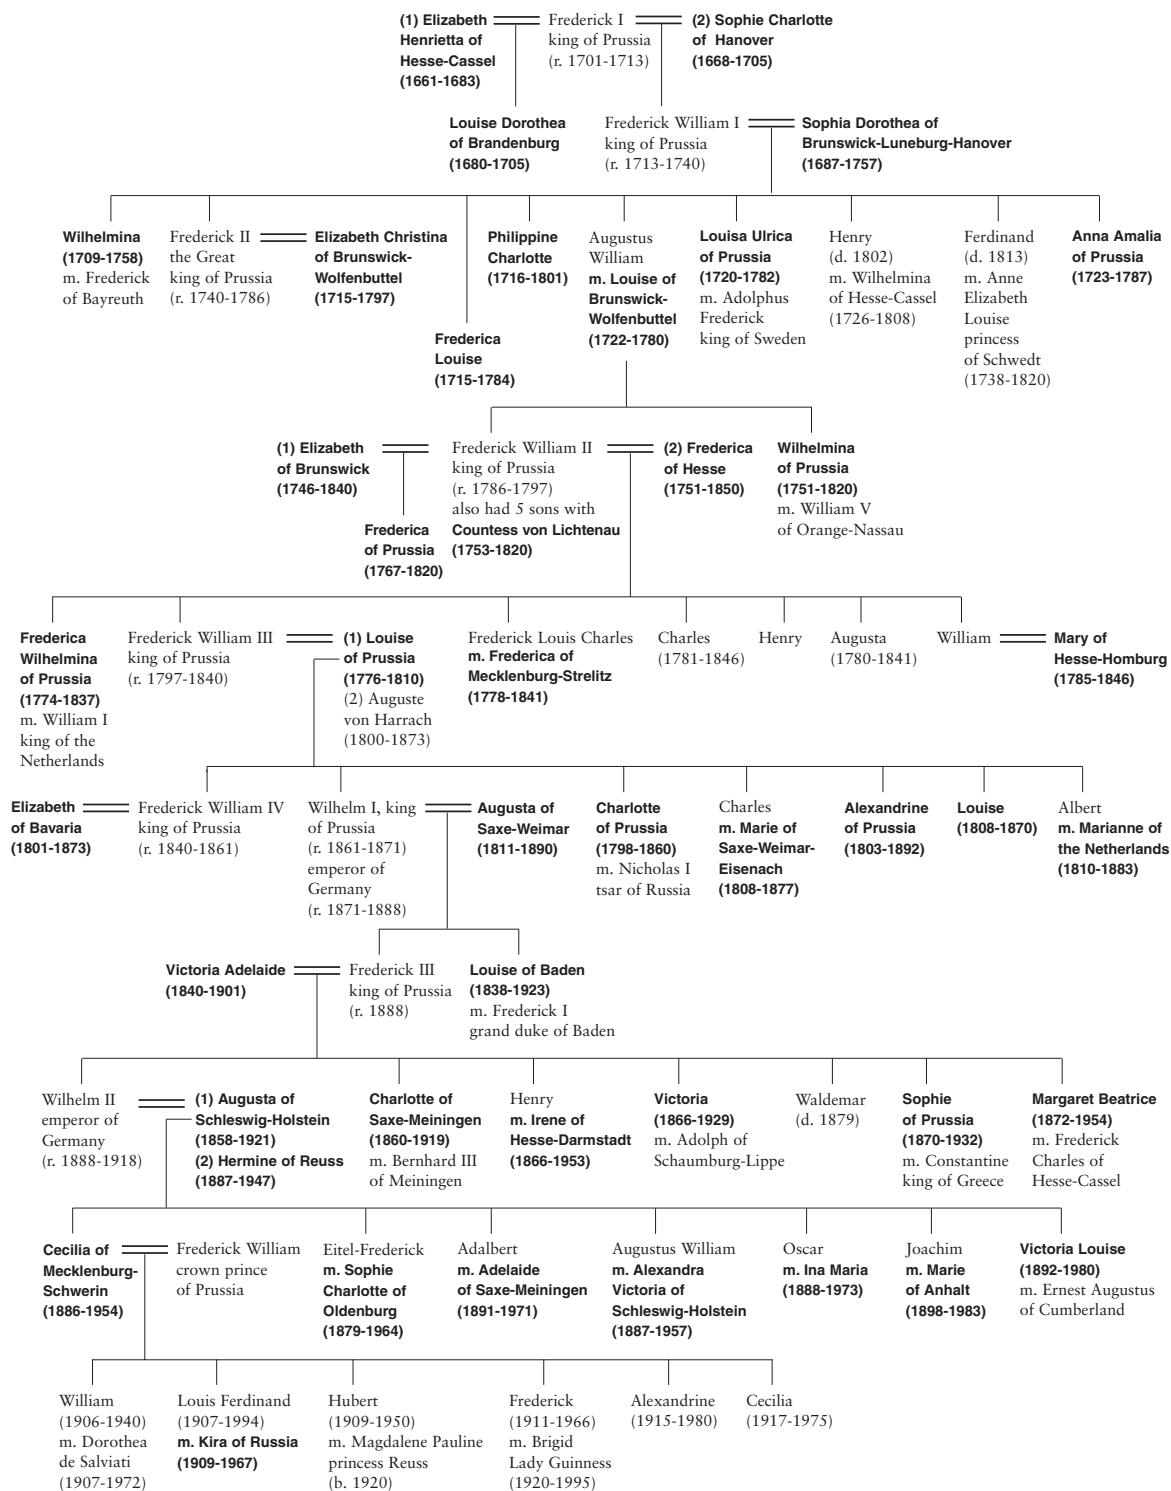 (1) Elizabeth
Henrietta of
Hesse-Cassel
(1661-1683)
Frederick I
king of Prussia
(r. 1701-1713)
(2) Sophie Charlotte
of Hanover
(1668-1705)
Louise Dorothea
of Brandenburg
(1680-1705)
Frederick William I
king of Prussia
(r. 1713-1740)
Sophia Dorothea of
Brunswick-Luneburg-Hanover
(1687-1757)
Wilhelmina
(1709-1758)
m. Frederick
of Bayreuth
Frederick II
the Great
king of Prussia
(r. 1740-1786)
Elizabeth Christina
of Brunswick-
Wolfenbuttel
(1715-1797)
Frederica
Louise
(1715-1784)
Philippine
Charlotte
(1716-1801)
Augustus
William
m. Louise of
Brunswick-
Wolfenbuttel
(1722-1780)
Louisa Ulrica
of Prussia
(1720-1782)
m. Adolphus
Frederick
king of Sweden
Henry
(d. 1802)
m. Wilhelmina
of Hesse-Cassel
(1726-1808)
Ferdinand
(d. 1813)
m. Anne
Elizabeth
Louise
princess
of Schwedt
(1738-1820)
Anna Amalia
of Prussia
(1723-1787)
(1) Elizabeth
of Brunswick
(1746-1840)
Frederick William II
king of Prussia
(r. 1786-1797)
also had 5 sons with
Countess von Lichtenau
(1753-1820)
(2) Frederica
of Hesse
(1751-1850)
Wilhelmina
of Prussia
(1751-1820)
m. William V
of Orange-Nassau
Frederica
of Prussia
(1767-1820)
Frederica
Wilhelmina
of Prussia
(1774-1837)
m. William I
king of the
Netherlands
Frederick William III
king of Prussia
(r. 1797-1840)
(1) Louise
of Prussia
(1776-1810)
(2) Auguste
von Harrach
(1800-1873)
Frederick Louis Charles
m. Frederica of
Mecklenburg-Strelitz
(1778-1841)
Charles
(1781-1846)
Henry
Augusta
(1780-1841)
William
Mary of
Hesse-Homburg
(1785-1846)
Elizabeth
of Bavaria
(1801-1873)
Frederick William IV
king of Prussia
(r. 1840-1861)
Wilhelm I, king
of Prussia
(r. 1861-1871)
emperor of
Germany
(r. 1871-1888)
Augusta of
Saxe-Weimar
(1811-1890)
Charlotte
of Prussia
(1798-1860)
m. Nicholas I
tsar of Russia
Charles
m. Marie of
Saxe-Weimar-
Eisenach
(1808-1877)
Alexandrine
of Prussia
(1803-1892)
Louise
(1808-1870)
Albert
m. Marianne of
the Netherlands
(1810-1883)
Victoria Adelaide
(1840-1901)
Frederick III
king of Prussia
(r. 1888)
Louise of Baden
(1838-1923)
m. Frederick I
grand duke of Baden
Wilhelm II
emperor of
Germany
(r. 1888-1918)
(1) Augusta of
Schleswig-Holstein
(1858-1921)
(2) Hermine of Reuss
(1887-1947)
Charlotte of
Saxe-Meiningen
(1860-1919)
m. Bernhard III
of Meiningen
Henry
m. Irene of
Hesse-Darmstadt
(1866-1953)
Victoria
(1866-1929)
m. Adolph of
Schaumburg-Lippe
Waldemar
(d. 1879)
Sophie
of Prussia
(1870-1932)
m. Constantine
king of Greece
Margaret Beatrice
(1872-1954)
m. Frederick
Charles of
Hesse-Cassel
Cecilia of
Mecklenburg-
Schwerin
(1886-1954)
Frederick William
crown prince
of Prussia
Eitel-Frederick
m. Sophie
Charlotte of
Oldenburg
(1879-1964)
Adalbert
m. Adelaide
of Saxe-Meiningen
(1891-1971)
Augustus William
m. Alexandra
Victoria of
Schleswig-Holstein
(1887-1957)
Oscar
m. Ina Maria
(1888-1973)
Joachim
m. Marie
of Anhalt
(1898-1983)
Victoria Louise
(1892-1980)
m. Ernest Augustus
of Cumberland
William
(1906-1940)
m. Dorothea
de Salviati
(1907-1972)
Louis Ferdinand
(1907-1994)
m. Kira of Russia
(1909-1967)
Hubert
(1909-1950)
m. Magdalene Pauline
princess Reuss
(b. 1920)
Frederick
(1911-1966)
m. Brigid
Lady Guinness
(1920-1995)
Alexandrine
(1915-1980)
Cecilia
(1917-1975)